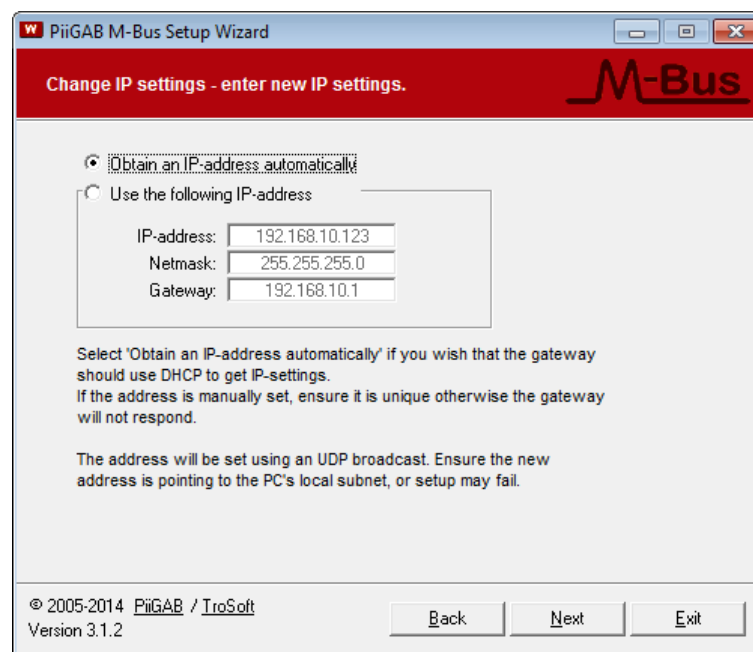 PiiGAB M-Bus Setup Wizard
Change IP settings - enter new IP settings.
M-Bus
Obtain an IP-address automatically
Use the following IP-address
IP-address: 192.168.10.123
Netmask: 255.255.255.0
Gateway: 192.168.10.1
Select 'Obtain an IP-address automatically' if you wish that the gateway
should use DHCP to get IP-settings.
If the address is manually set, ensure it is unique otherwise the gateway
will not respond.
The address will be set using an UDP broadcast. Ensure the new
address is pointing to the PC's local subnet, or setup may fail.
© 2005-2014 PiiGAB / TroSoft
Version 3.1.2
Back Next Exit